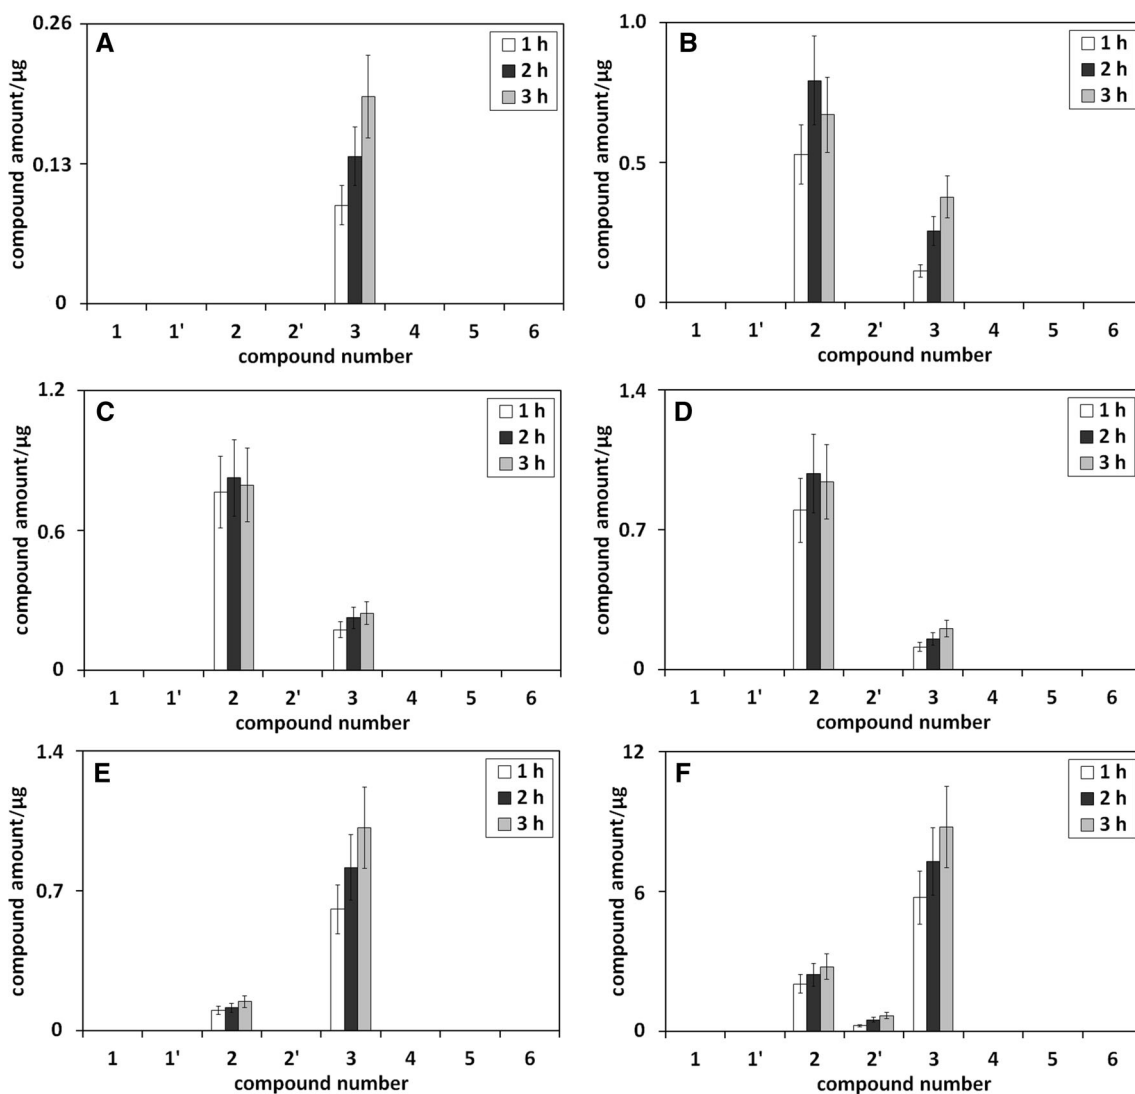 A
0.26
0.13
0
compound amount/µg
1 h
2 h
3 h
1 1' 2 2' 3 4 5 6
compound number
B
1.0
0.5
0
compound amount/µg
1 h
2 h
3 h
1 1' 2 2' 3 4 5 6
compound number
C
1.2
0.6
0
compound amount/µg
1 h
2 h
3 h
1 1' 2 2' 3 4 5 6
compound number
D
1.4
0.7
0
compound amount/µg
1 h
2 h
3 h
1 1' 2 2' 3 4 5 6
compound number
E
1.4
0.7
0
compound amount/µg
1 h
2 h
3 h
1 1' 2 2' 3 4 5 6
compound number
F
12
6
0
compound amount/µg
1 h
2 h
3 h
1 1' 2 2' 3 4 5 6
compound number